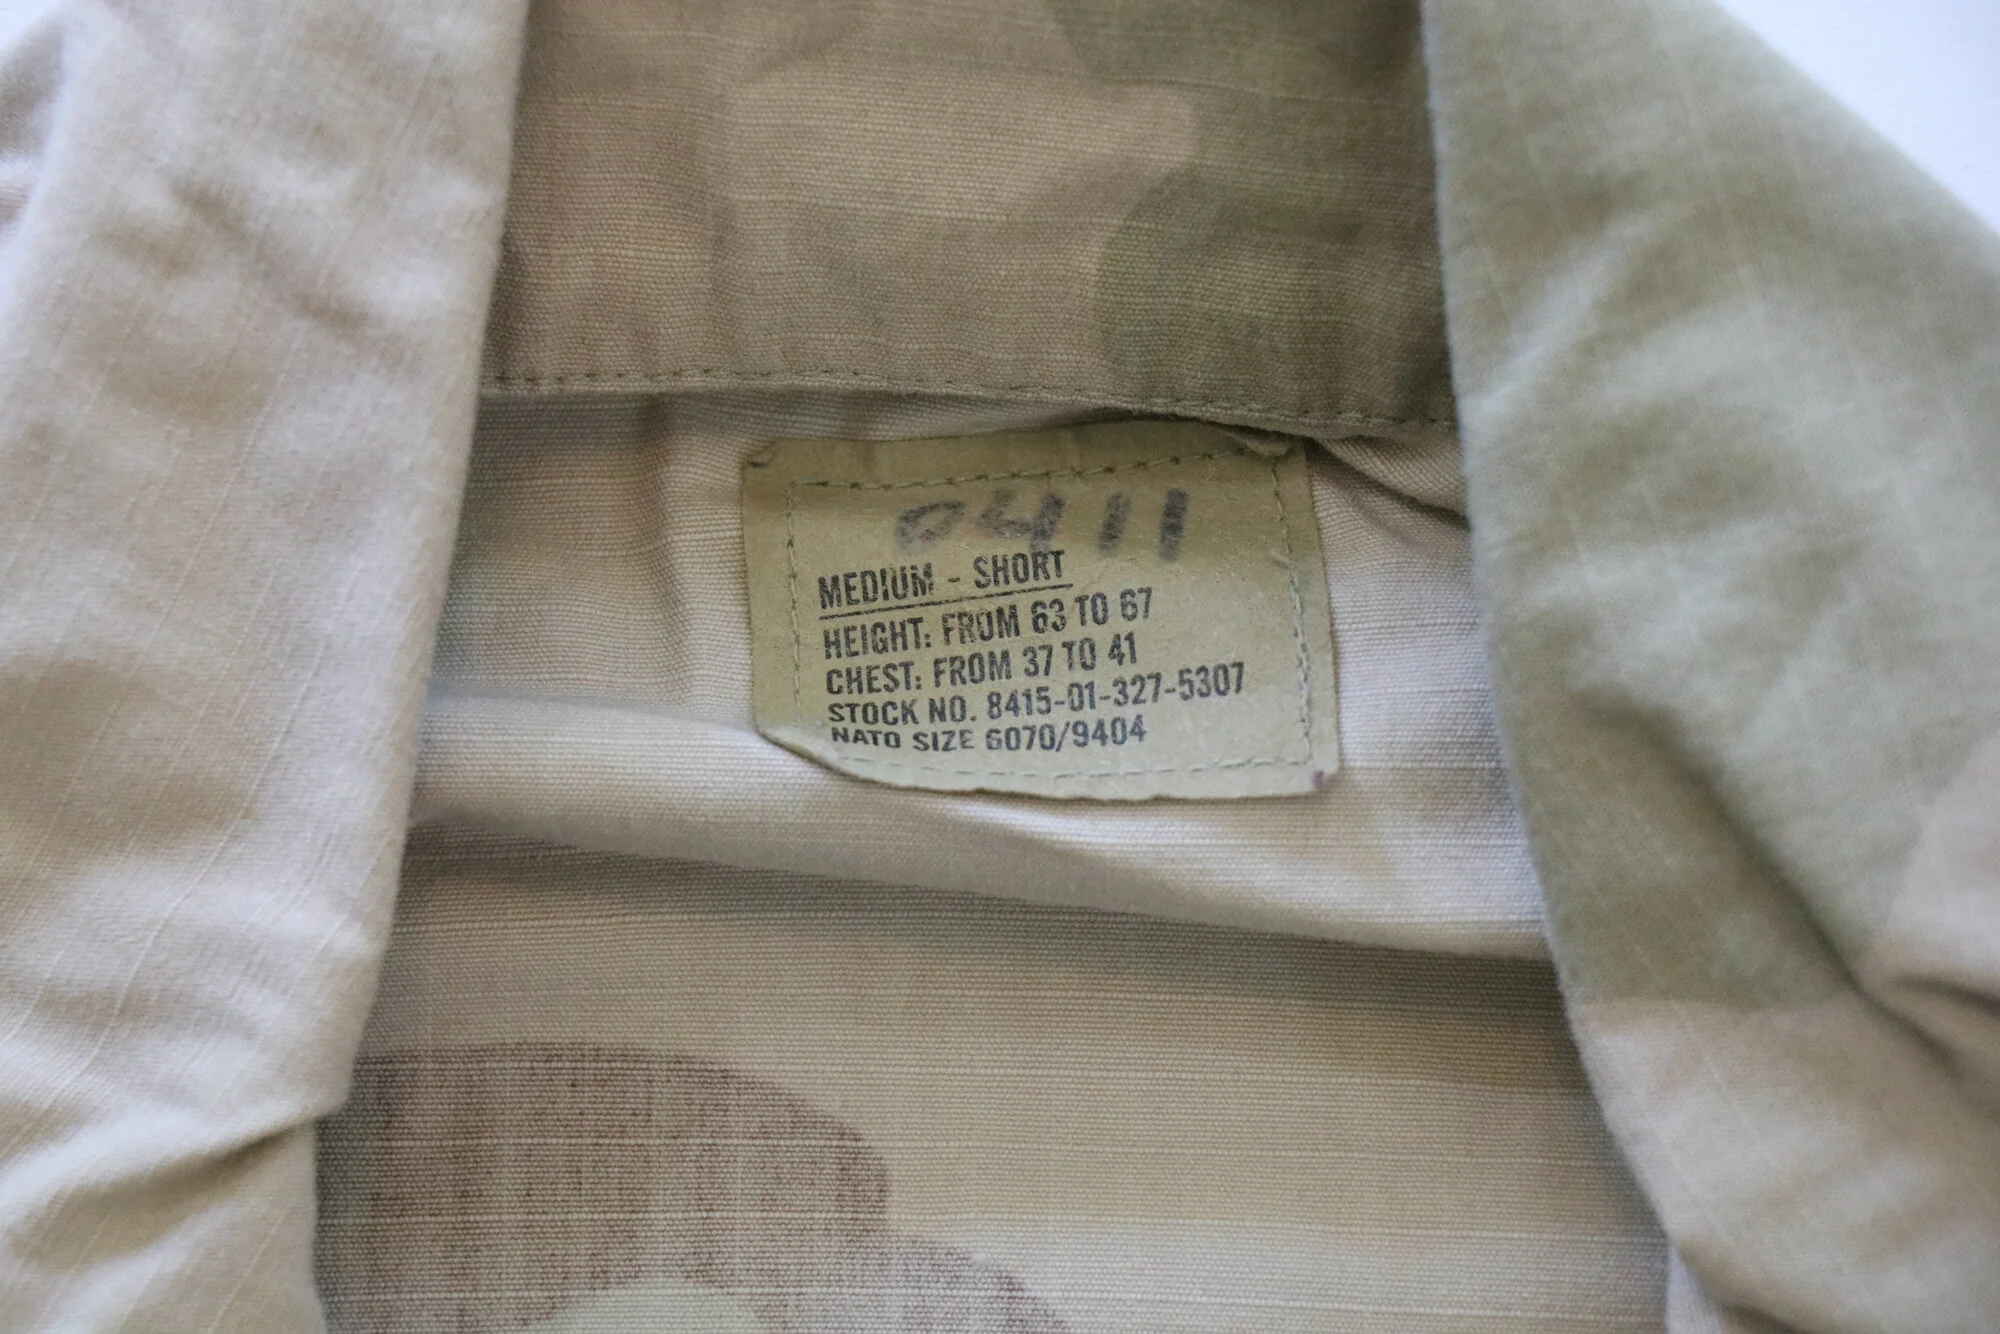 0411
MEDIUM - SHORT
HEIGHT: FROM 63 TO 67
CHEST: FROM 37 TO 41
STOCK NO. 8415-01-327-5307
NATO SIZE 6070/9404